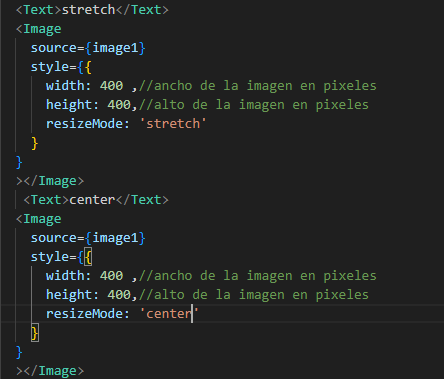 <Text>stretch</Text>
<Image
source={image1}
style={{
width: 400 ,//ancho de la imagen en pixeles
height: 400,//alto de la imagen en pixeles
resizeMode: 'stretch'
}
}
></Image>
<Text>center</Text>
<Image
source={image1}
style={{
width: 400 ,//ancho de la imagen en pixeles
height: 400,//alto de la imagen en pixeles
resizeMode: 'center'
}
}
></Image>